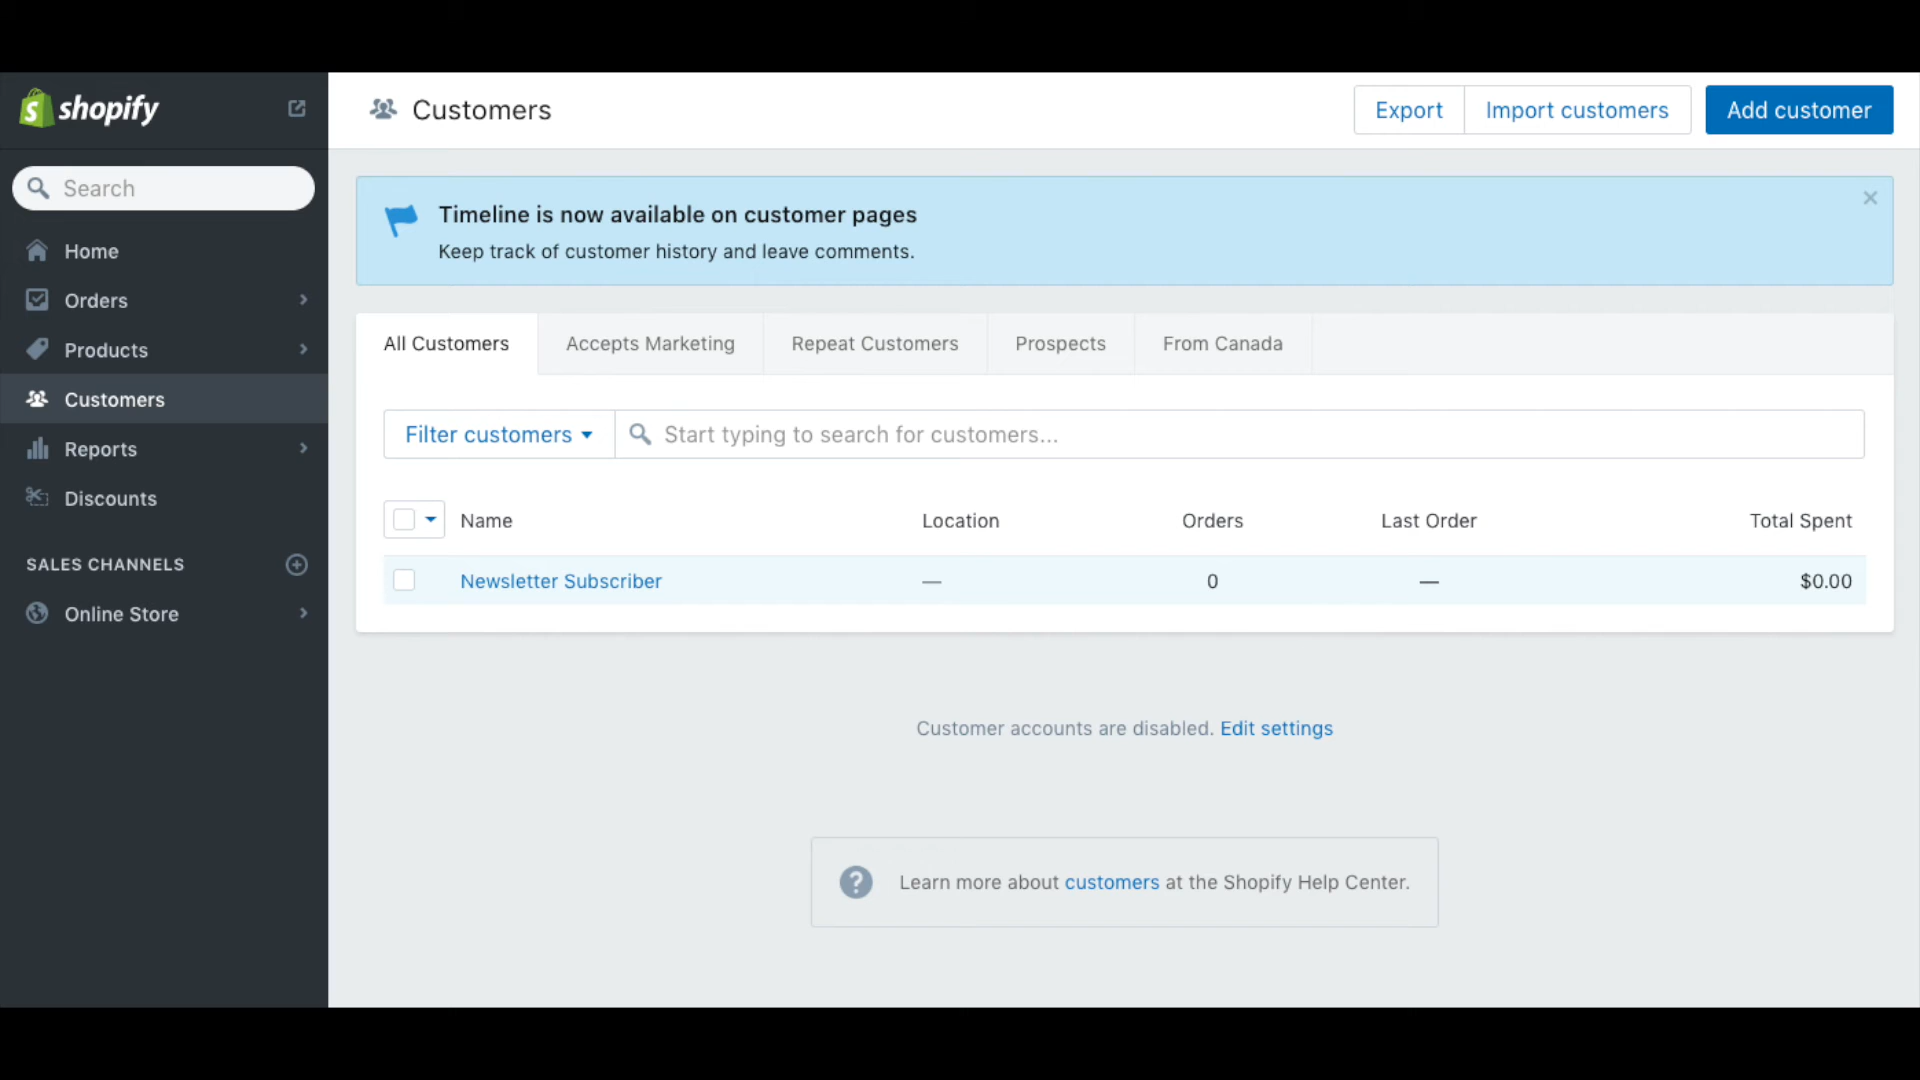 shopify
Customers
Export
Import customers
Add customer
Search
Home
Orders
Products
Customers
Reports
Discounts
SALES CHANNELS
Online Store
Timeline is now available on customer pages
Keep track of customer history and leave comments.
All Customers
Accepts Marketing
Repeat Customers
Prospects
From Canada
Filter customers
Start typing to search for customers...
Name Location Orders Last Order Total Spent
Newsletter Subscriber — 0 — $0.00
Customer accounts are disabled. Edit settings
? Learn more about customers at the Shopify Help Center.